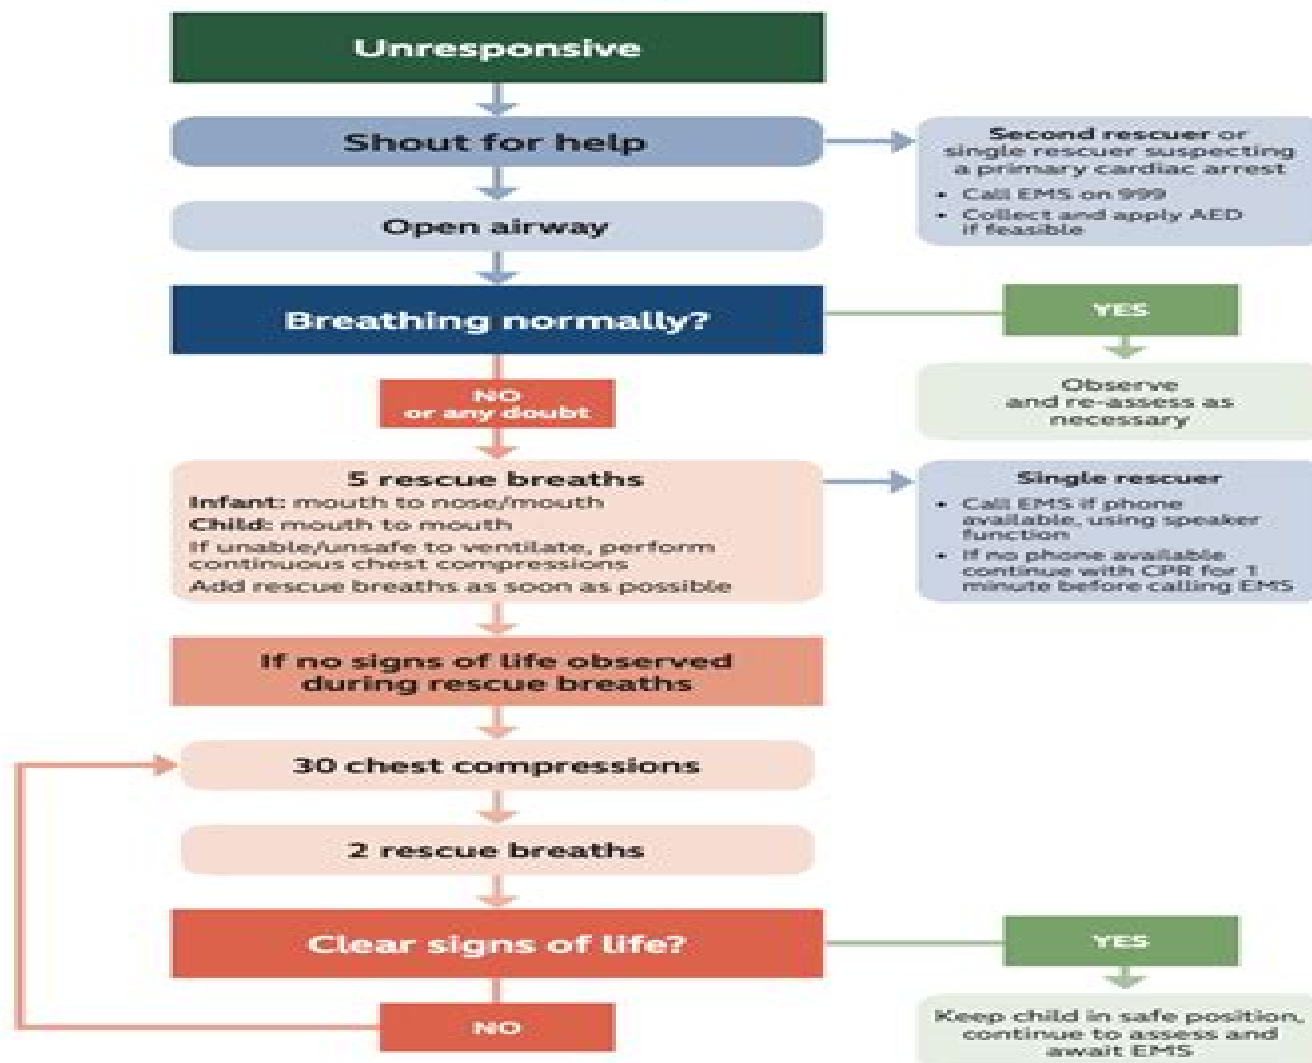 Unresponsive
Shout for help
Second rescuer or
single rescuer suspecting
a primary cardiac arrest
• Call EMS on 999
• Collect and apply AED
if feasible
Open airway
Breathing normally?
YES
NO
or any doubt
Observe
and re-assess as
necessary
5 rescue breaths
Infant: mouth to nose/mouth
Child: mouth to mouth
If unable/unsafe to ventilate, perform
continuous chest compressions
Add rescue breaths as soon as possible
Single rescuer
• Call EMS if phone
available, using speaker
function
• If no phone available
continue with CPR for 1
minute before calling EMS
If no signs of life observed
during rescue breaths
30 chest compressions
2 rescue breaths
Clear signs of life?
YES
NO
Keep child in safe position,
continue to assess and
await EMS